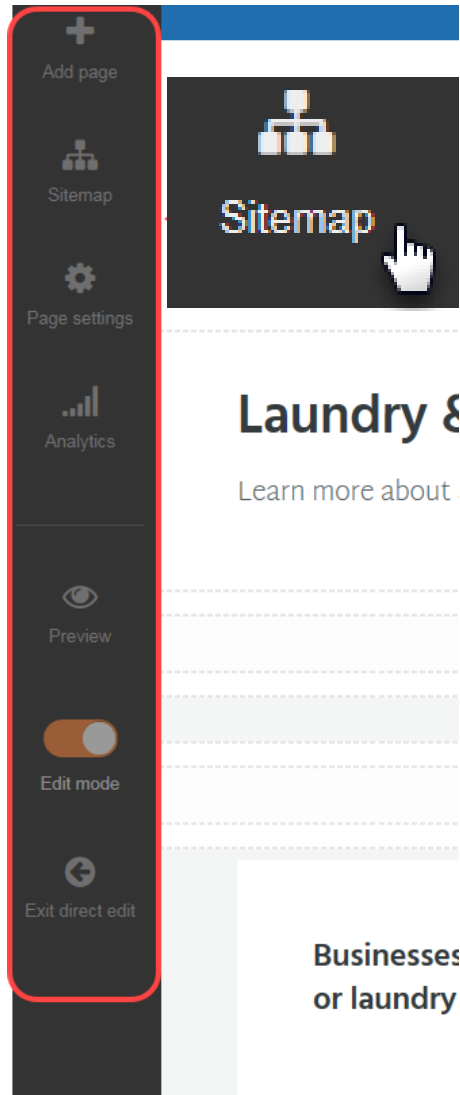 Add page
Sitemap
Page settings
Analytics
Preview
Edit mode
Exit direct edit
Sitemap
Laundry &
Learn more about
Businesses
or laundry